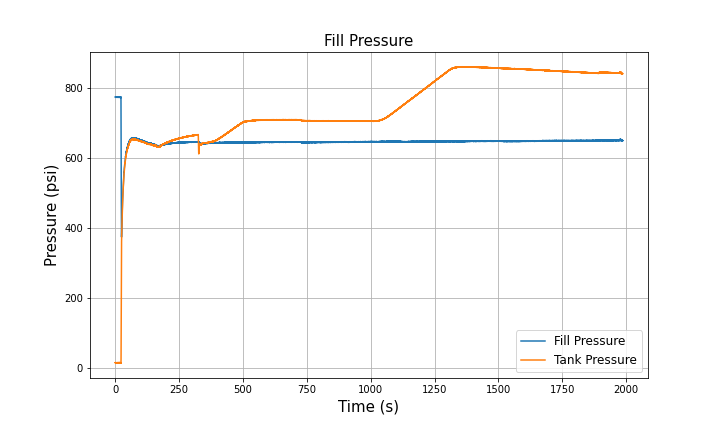 Fill Pressure
800
600
400
200
0
Pressure (psi)
0 250 500 750 1000 1250 1500 1750 2000
Time (s)
Fill Pressure
Tank Pressure